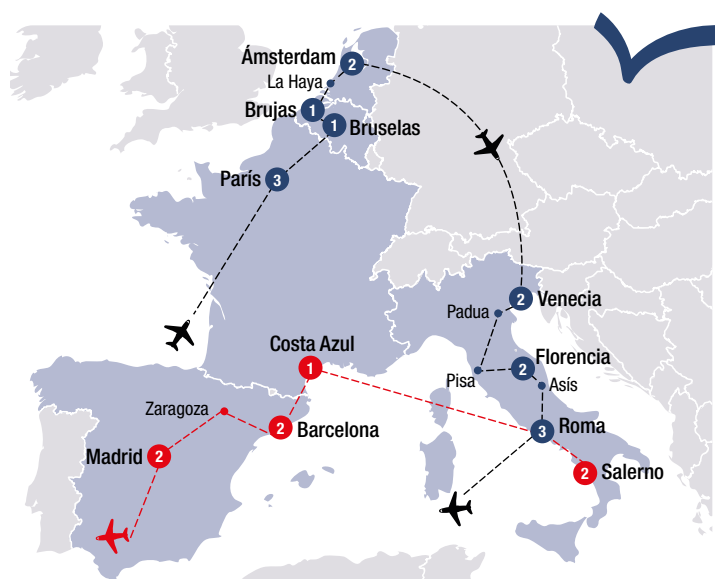 Ámsterdam
2
La Haya
Brujas
1
1
Bruselas
París
3
2
Venecia
Padua
Costa Azul
1
Pisa
2
Florencia
Asís
Zaragoza
2
Barcelona
3
Roma
Madrid
2
2
Salerno